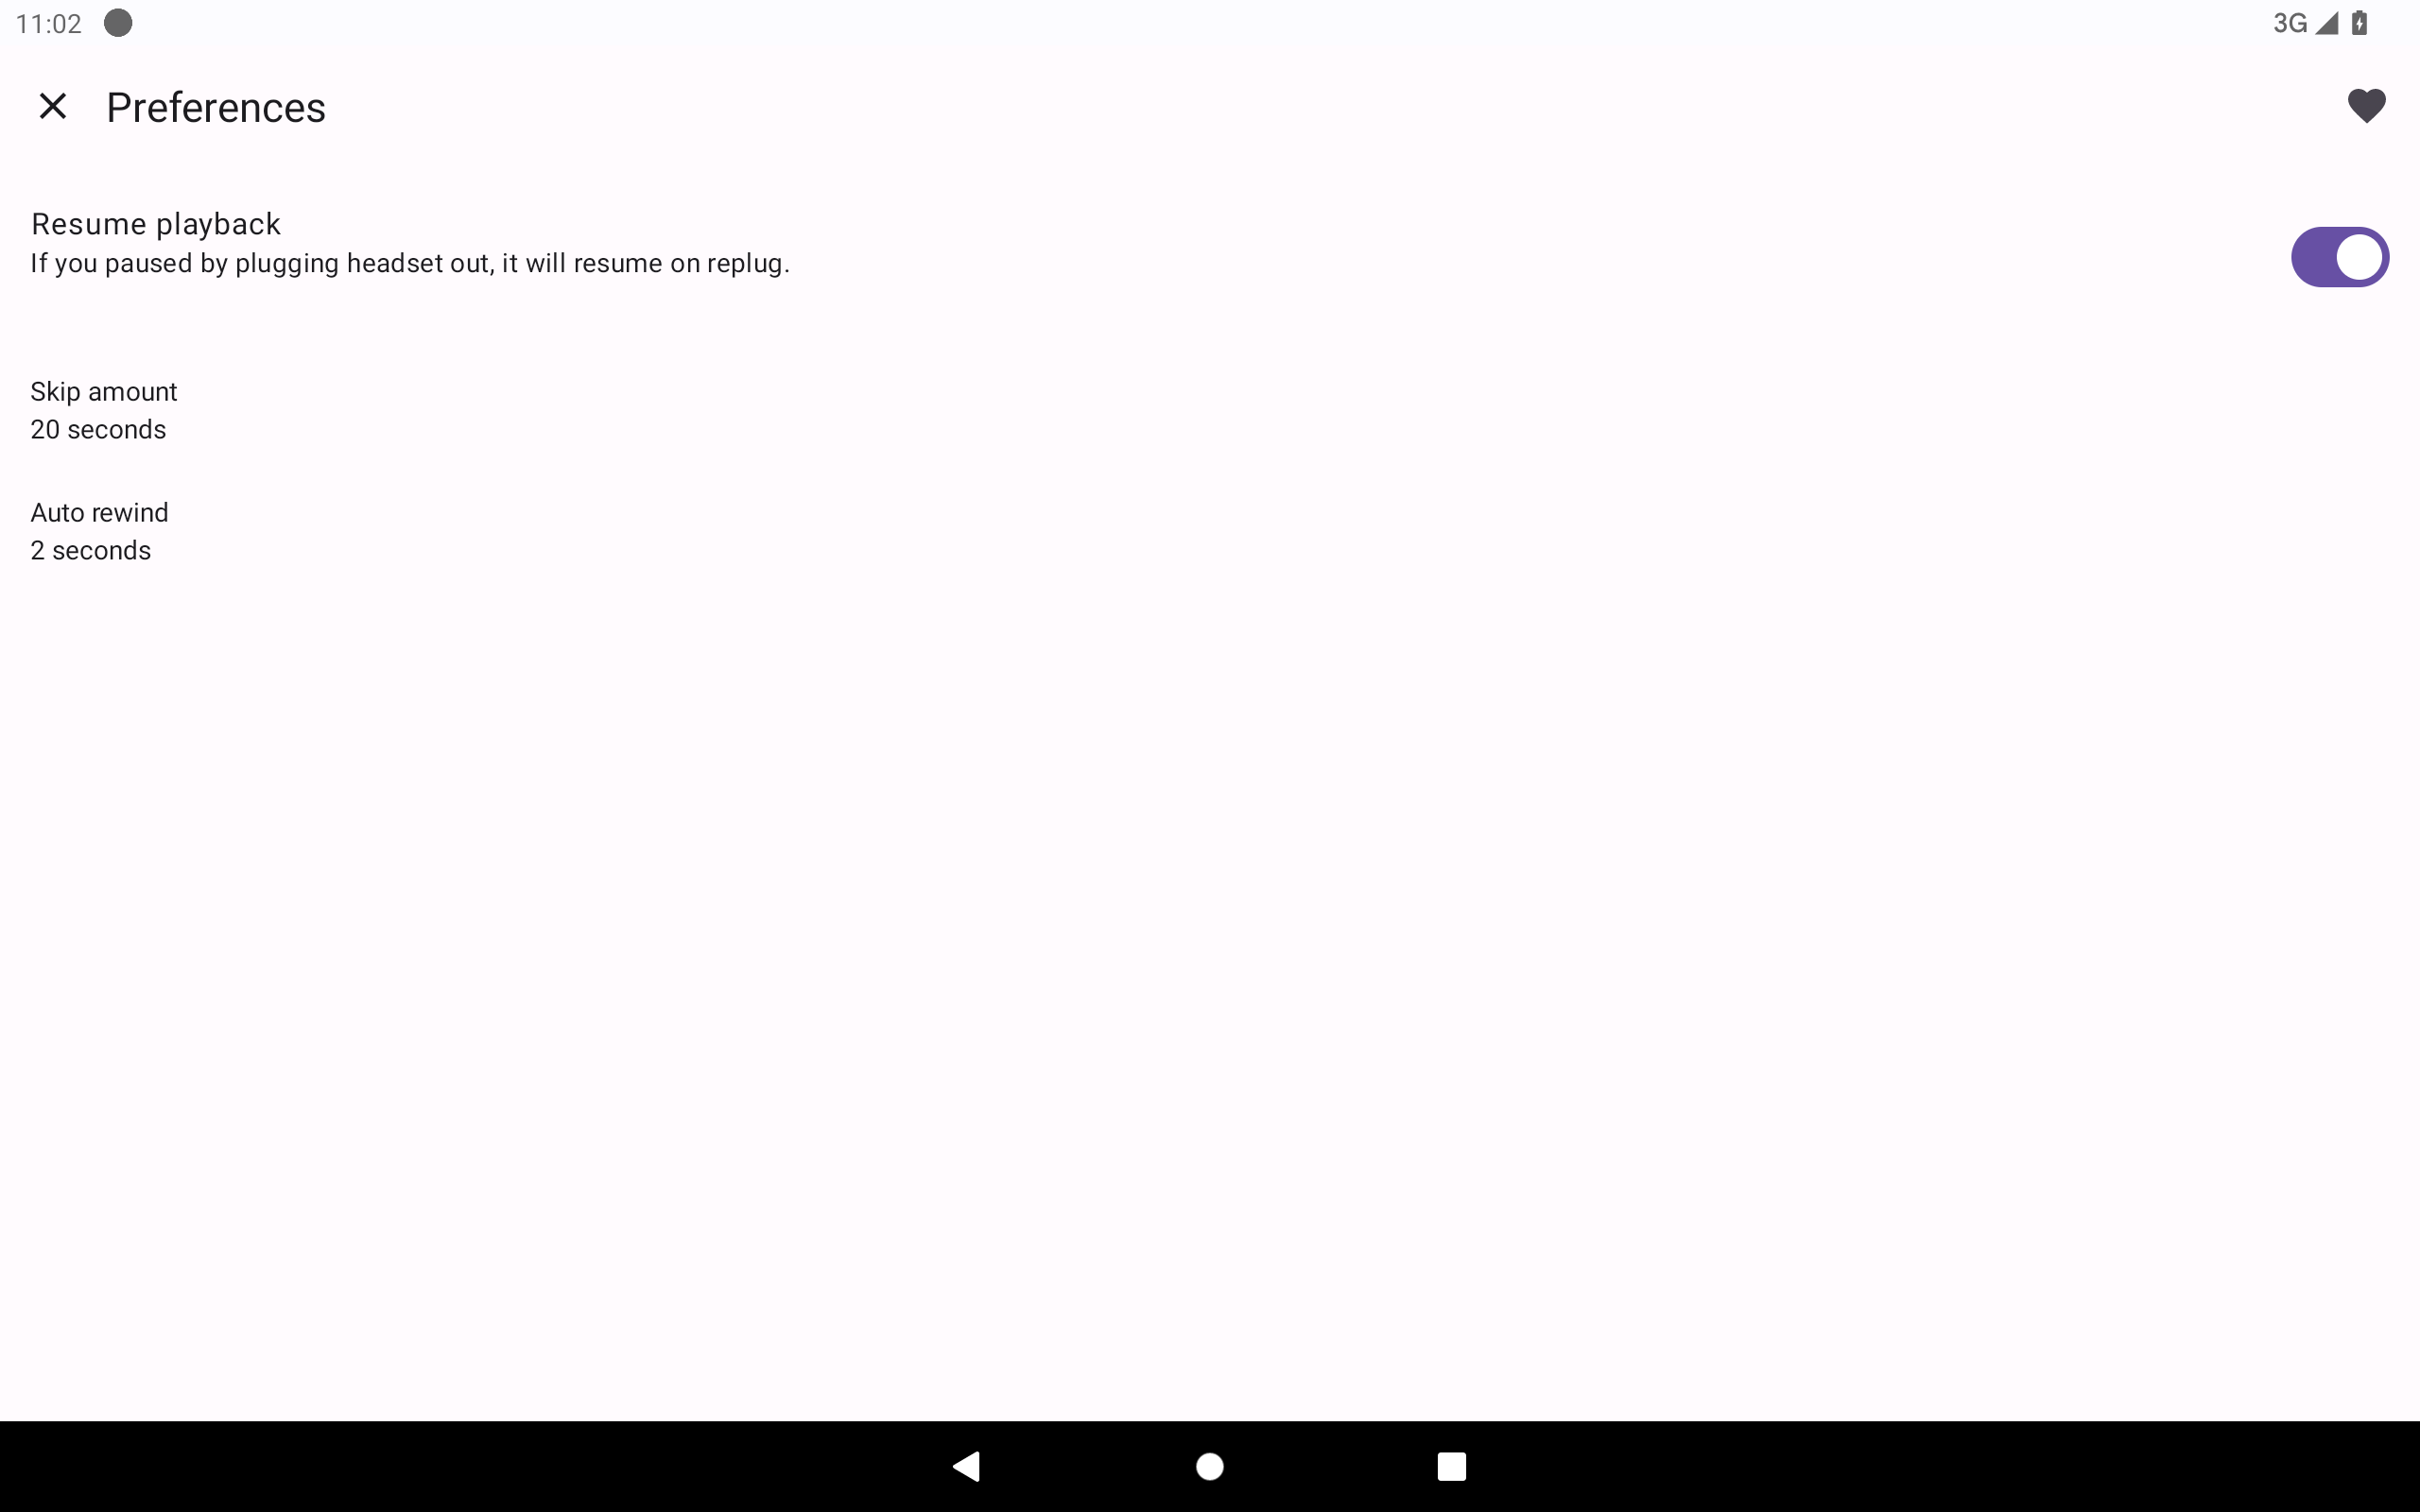 11:02
3G
Preferences
Resume playback
If you paused by plugging headset out, it will resume on replug.
Skip amount
20 seconds
Auto rewind
2 seconds